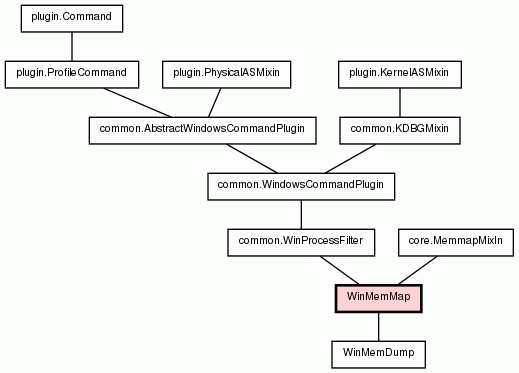 plugin.Command
plugin.ProfileCommand
plugin.PhysicalASMixin
plugin.KernelASMixin
common.AbstractWindowsCommandPlugin
common.KDBGMixin
common.WindowsCommandPlugin
common.WinProcessFilter
core.MemmapMixIn
WinMemMap
WinMemDump